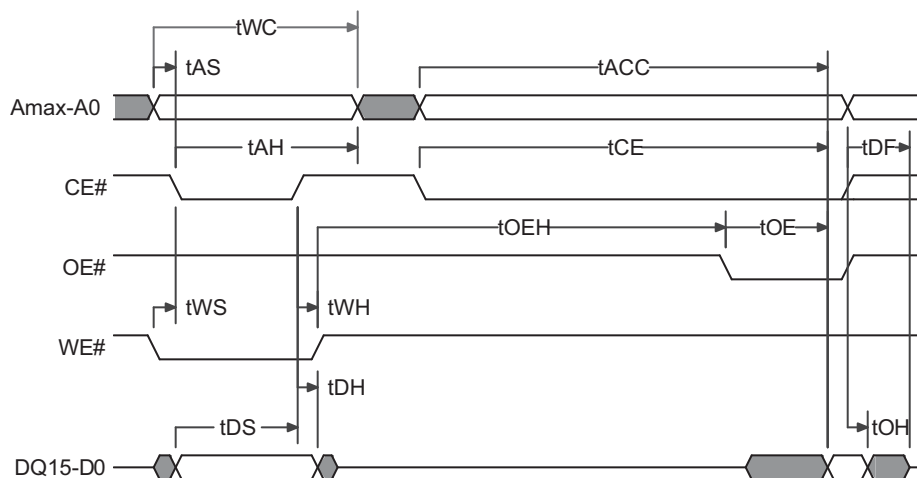 tWC
tAS
tACC
Amax-A0
tAH
tCE
tDF
CE#
tOEH
tOE
OE#
tWS
tWH
WE#
tDH
tDS
tOH
DQ15-D0